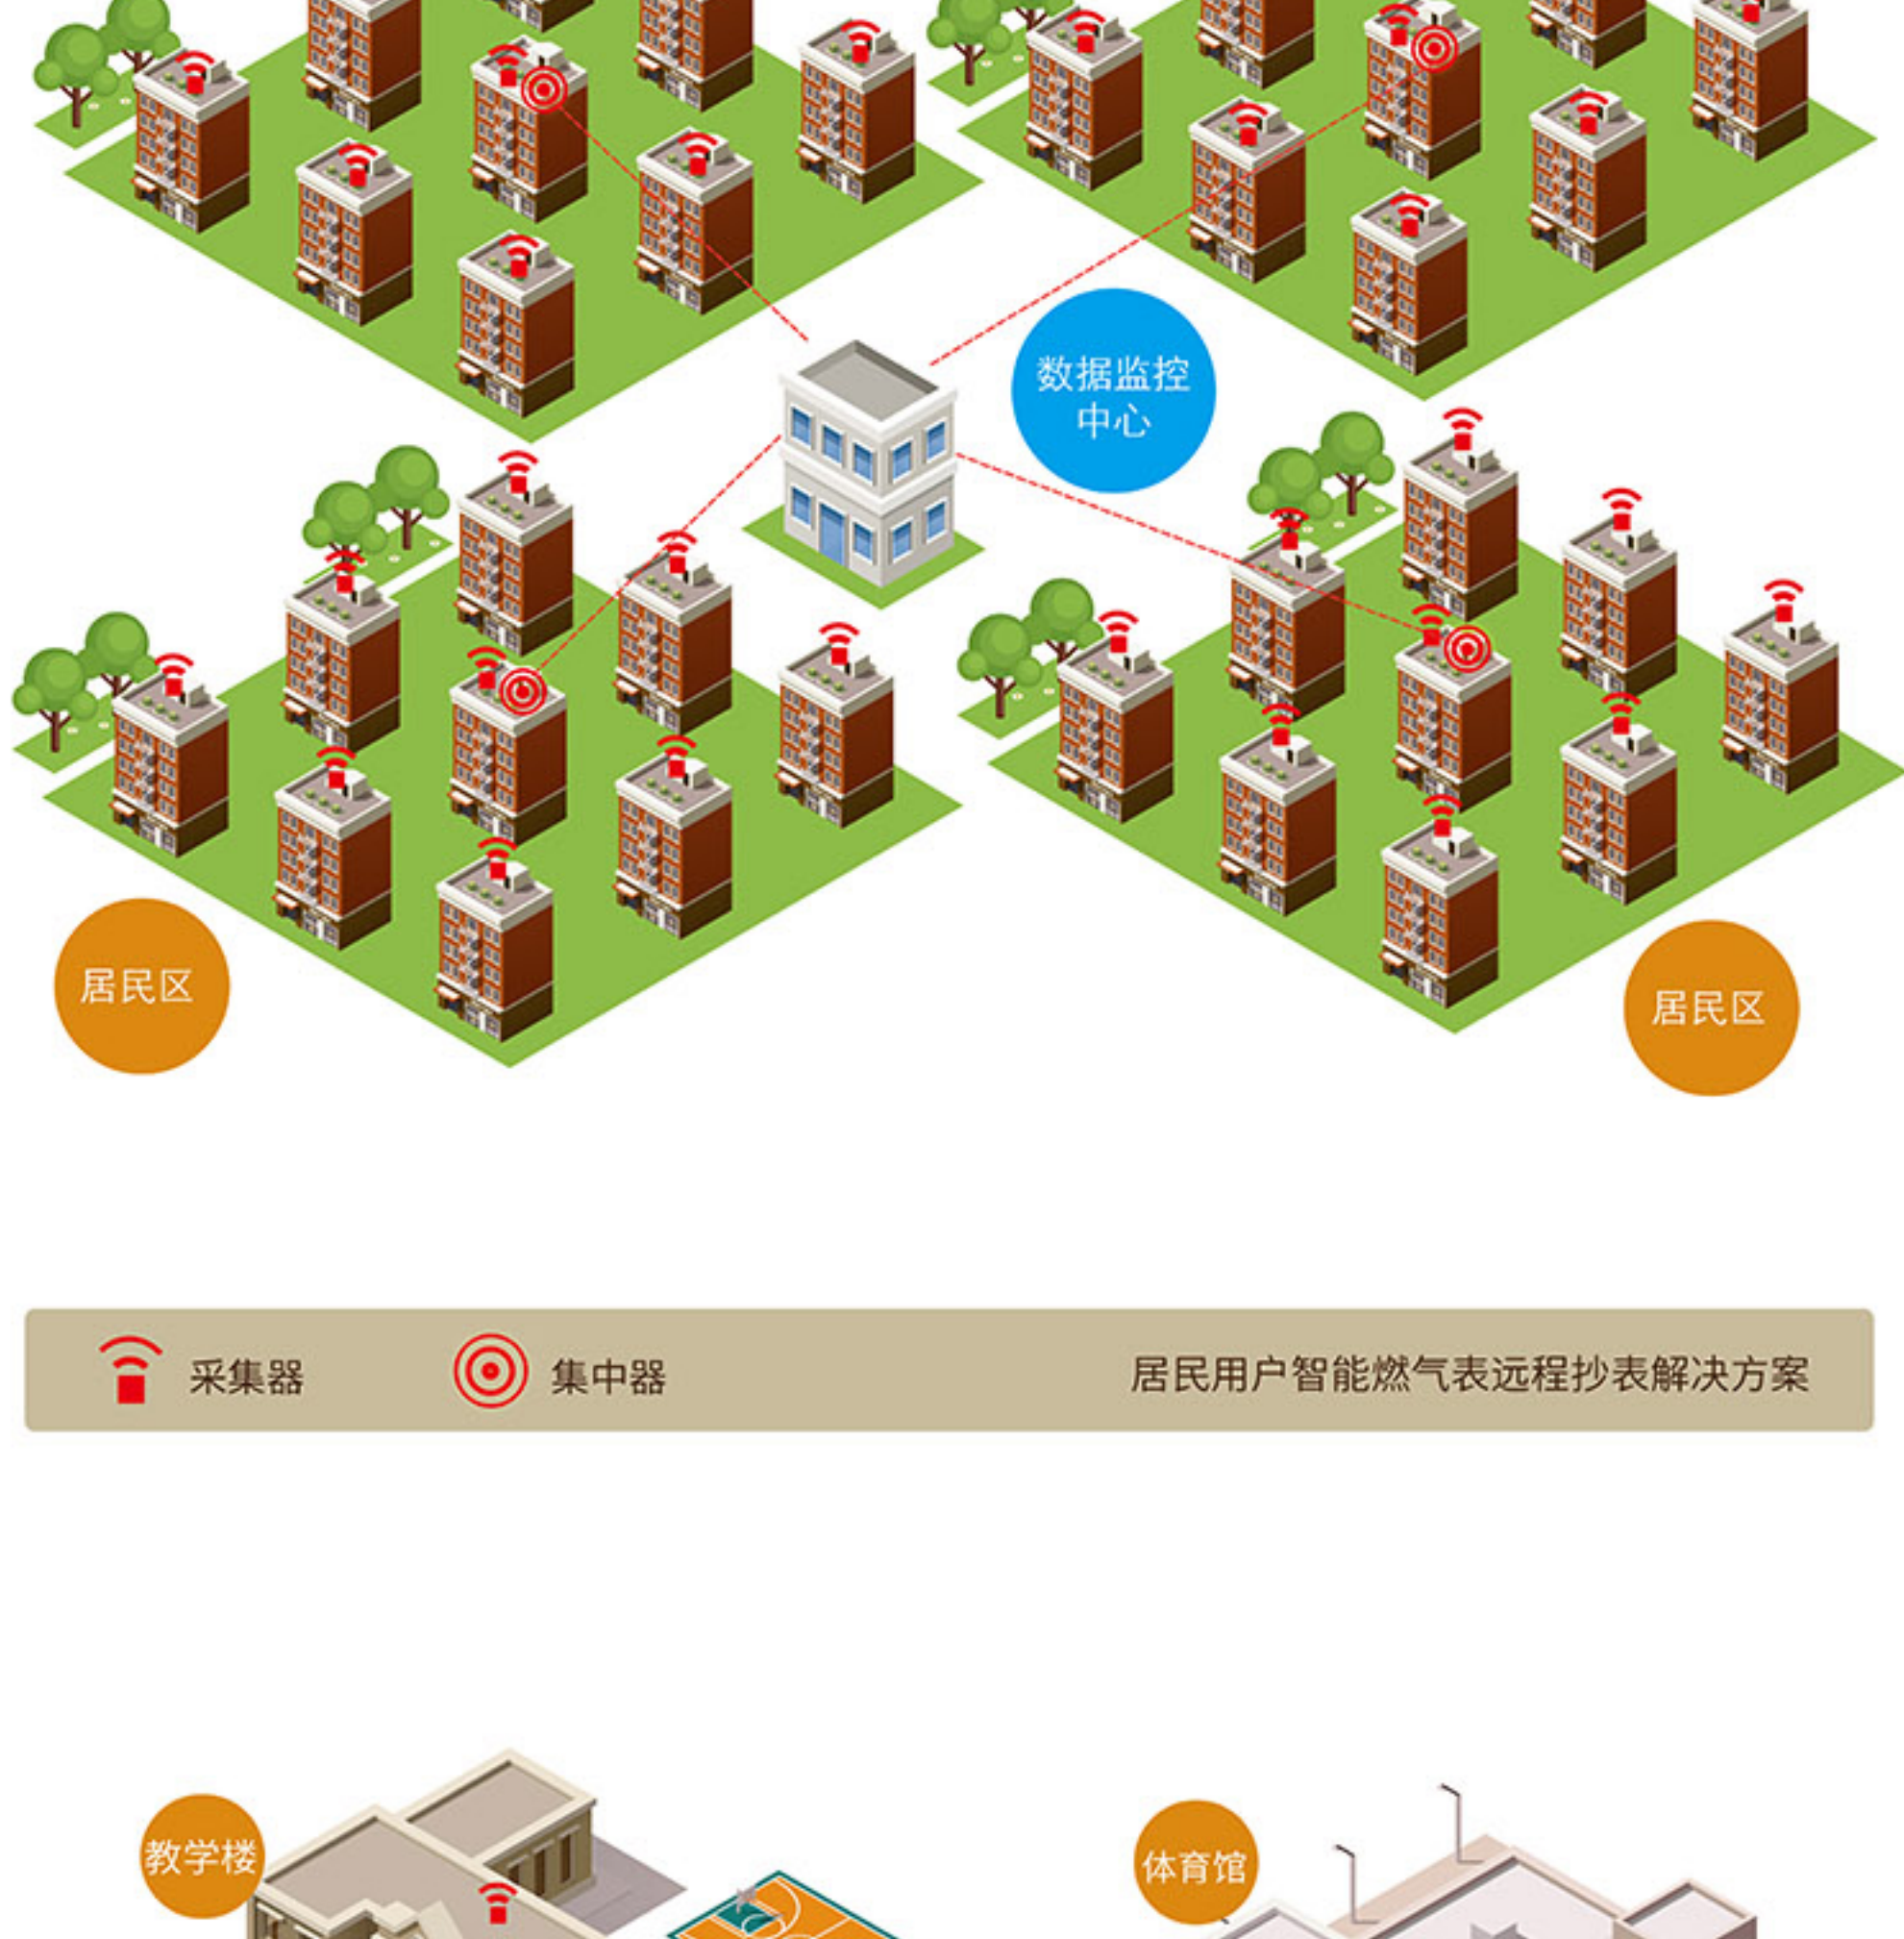 数据监控
中心
居民区
居民区
采集器
集中器
居民用户智能燃气表远程抄表解决方案
教学楼
体育馆